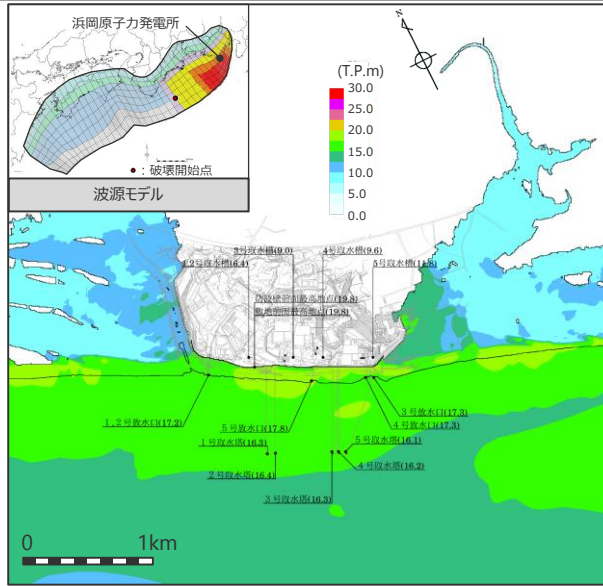 浜岡原子力発電所
●：破壊開始点
波源モデル
(T.P.m)
30.0
25.0
20.0
15.0
10.0
5.0
0.0
N
3号取水槽(9.0)
4号取水槽(9.6)
1,2号取水槽(6.4)
5号取水槽(11.8)
防波壁前面最高地点(19.8)
敷地前面最高地点(19.8)
1,2号放水口(17.2)
5号放水口(17.8)
3号放水口(17.3)
4号放水口(17.3)
1号取水塔(16.3)
5号取水塔(16.1)
2号取水塔(16.4)
4号取水塔(16.2)
3号取水塔(16.3)
0 1km